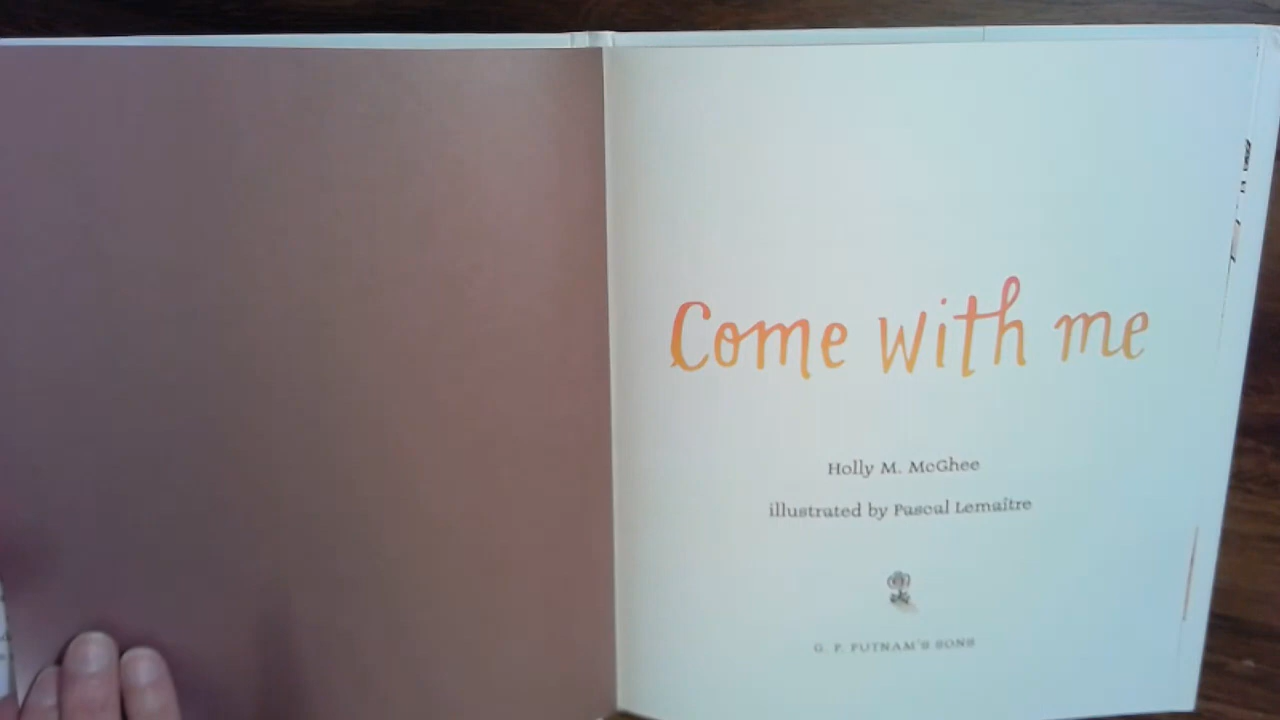 Come with me
Holly M. McGhee
illustrated by Pascal Lemaître
G. P. PUTNAM'S SONS